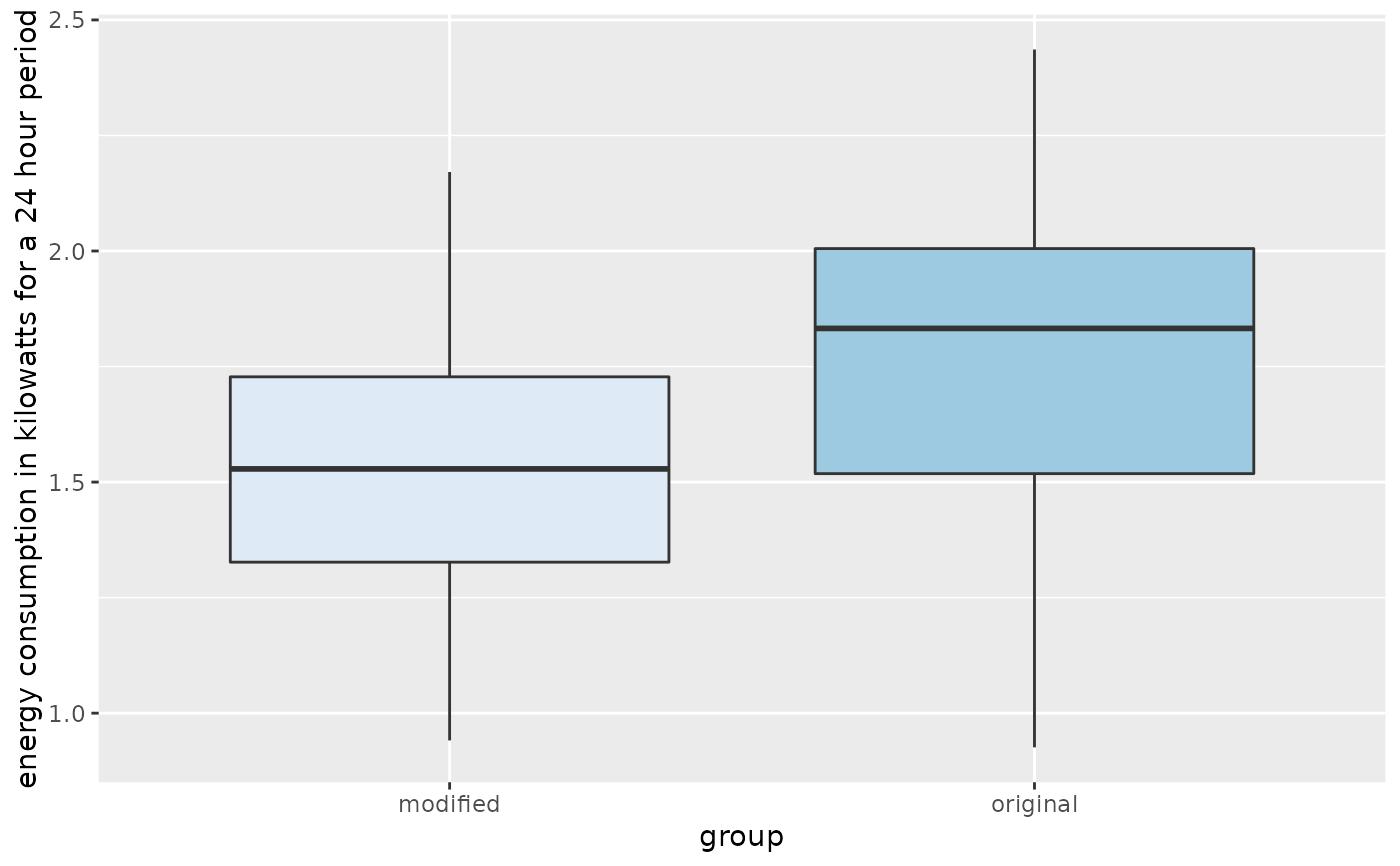 energy consumption in kilowatts for a 24 hour period
2.5
2.0
1.5
1.0
modified
original
group